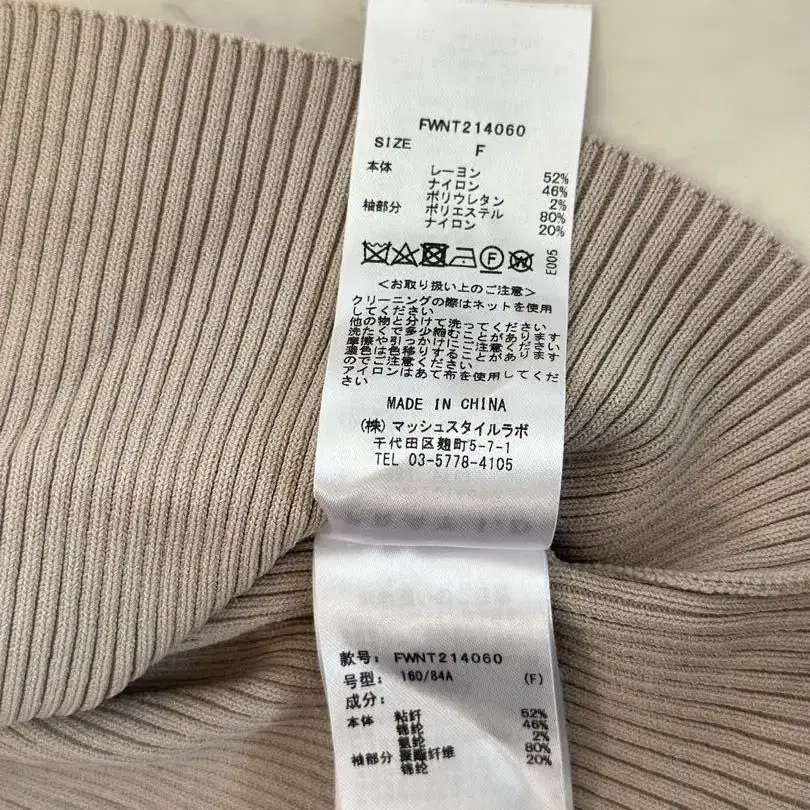 FWNT214060
SIZE F
本体 レーヨン 52%
ナイロン 46%
ポリウレタン 2%
袖部分 ポリエステル 80%
ナイロン 20%
F W E005
<お取り扱い上のご注意>
クリーニングの際はネットを使用
してください
他の物と分けて洗ってください
洗たくで多少縮むことがあります
摩擦や引っかけにご注意ください
濃色は色移りすることがあります
のでご注意ください
アイロンはあて布を使用してくだ
さい
MADE IN CHINA
(株)マッシュスタイルラボ
千代田区麹町5-7-1
TEL 03-5778-4105
款号: FWNT214060
号型: 160/84A (F)
成分:
本体 粘纤 52%
锦纶 46%
氨纶 2%
袖部分 聚酯纤维 80%
锦纶 20%